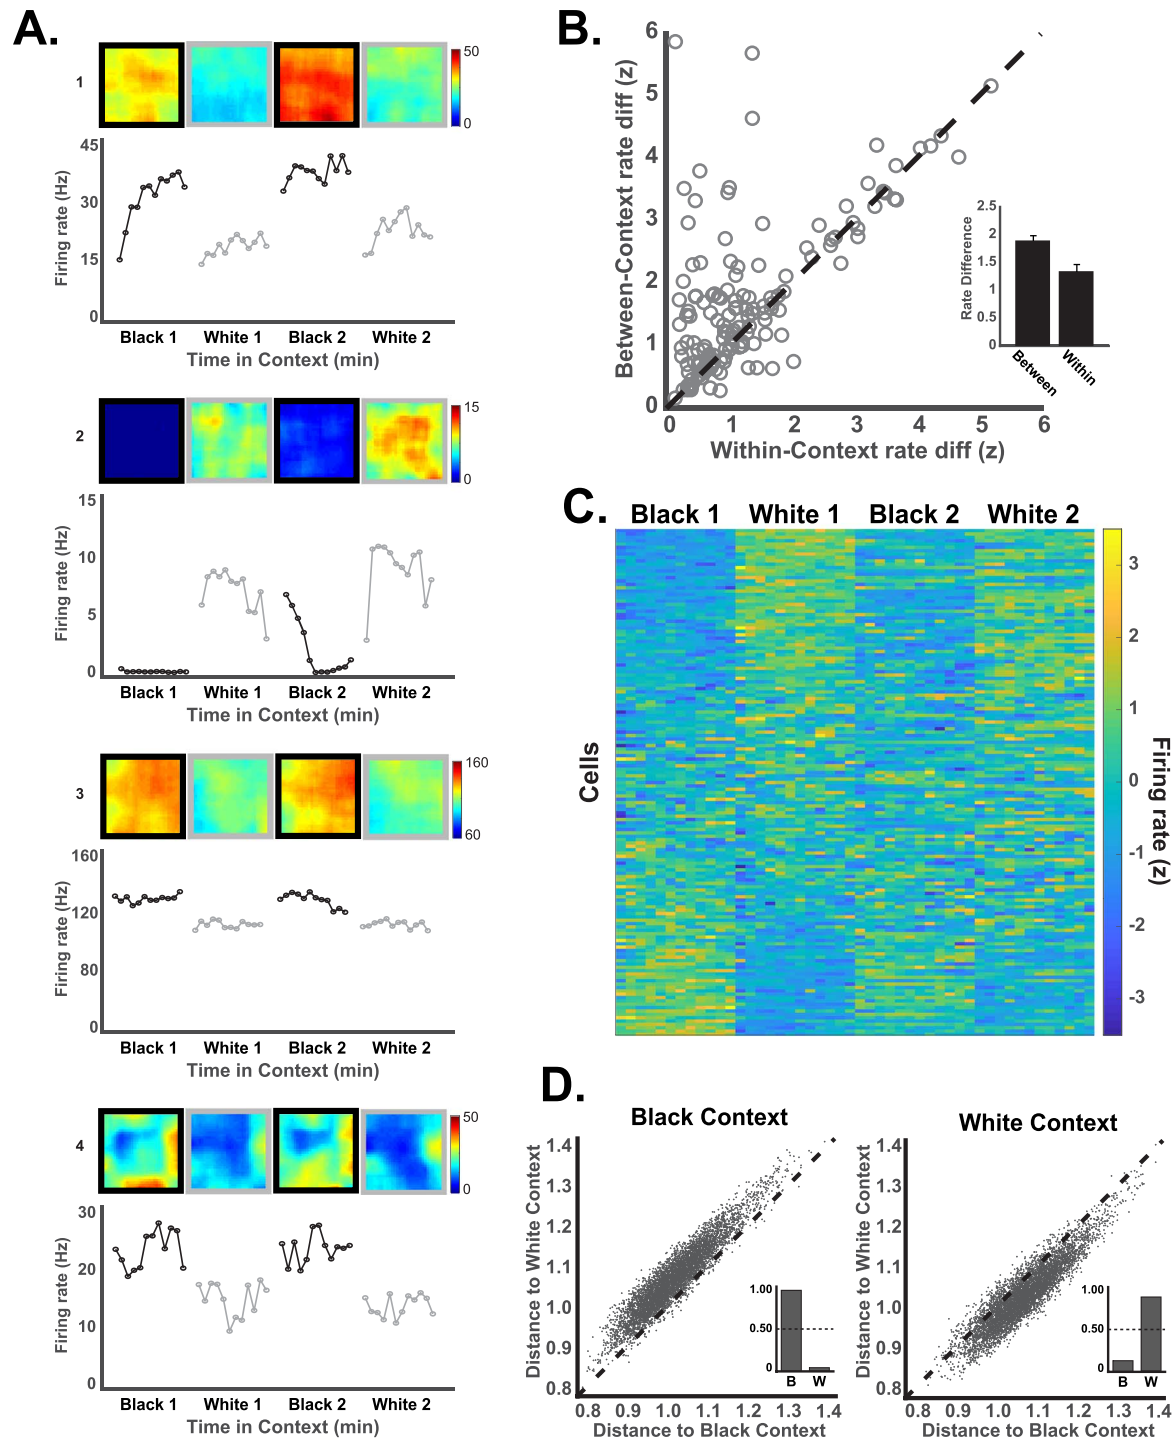 A.
1
50
0
45
30
15
0
Firing rate (Hz)
Black 1 White 1 Black 2 White 2
Time in Context (min)
2
15
0
15
10
5
0
Firing rate (Hz)
Black 1 White 1 Black 2 White 2
Time in Context (min)
3
160
60
160
120
80
0
Firing rate (Hz)
Black 1 White 1 Black 2 White 2
Time in Context (min)
4
50
0
30
20
10
0
Firing rate (Hz)
Black 1 White 1 Black 2 White 2
Time in Context (min)
B.
6
5
4
3
2
1
0
Between-Context rate diff (z)
0 1 2 3 4 5 6
Within-Context rate diff (z)
2.5
2
1.5
1
0.5
0
Rate Difference
Between
Within
C.
Black 1 White 1 Black 2 White 2
Cells
3
2
1
0
-1
-2
-3
Firing rate (z)
D.
Black Context
1.4
1.3
1.2
1.1
1.0
0.9
0.8
Distance to White Context
0.8 0.9 1.0 1.1 1.2 1.3 1.4
Distance to Black Context
1.00
0.50
0
B W
White Context
1.4
1.3
1.2
1.1
1.0
0.9
0.8
Distance to White Context
0.8 0.9 1.0 1.1 1.2 1.3 1.4
Distance to Black Context
1.00
0.50
0
B W